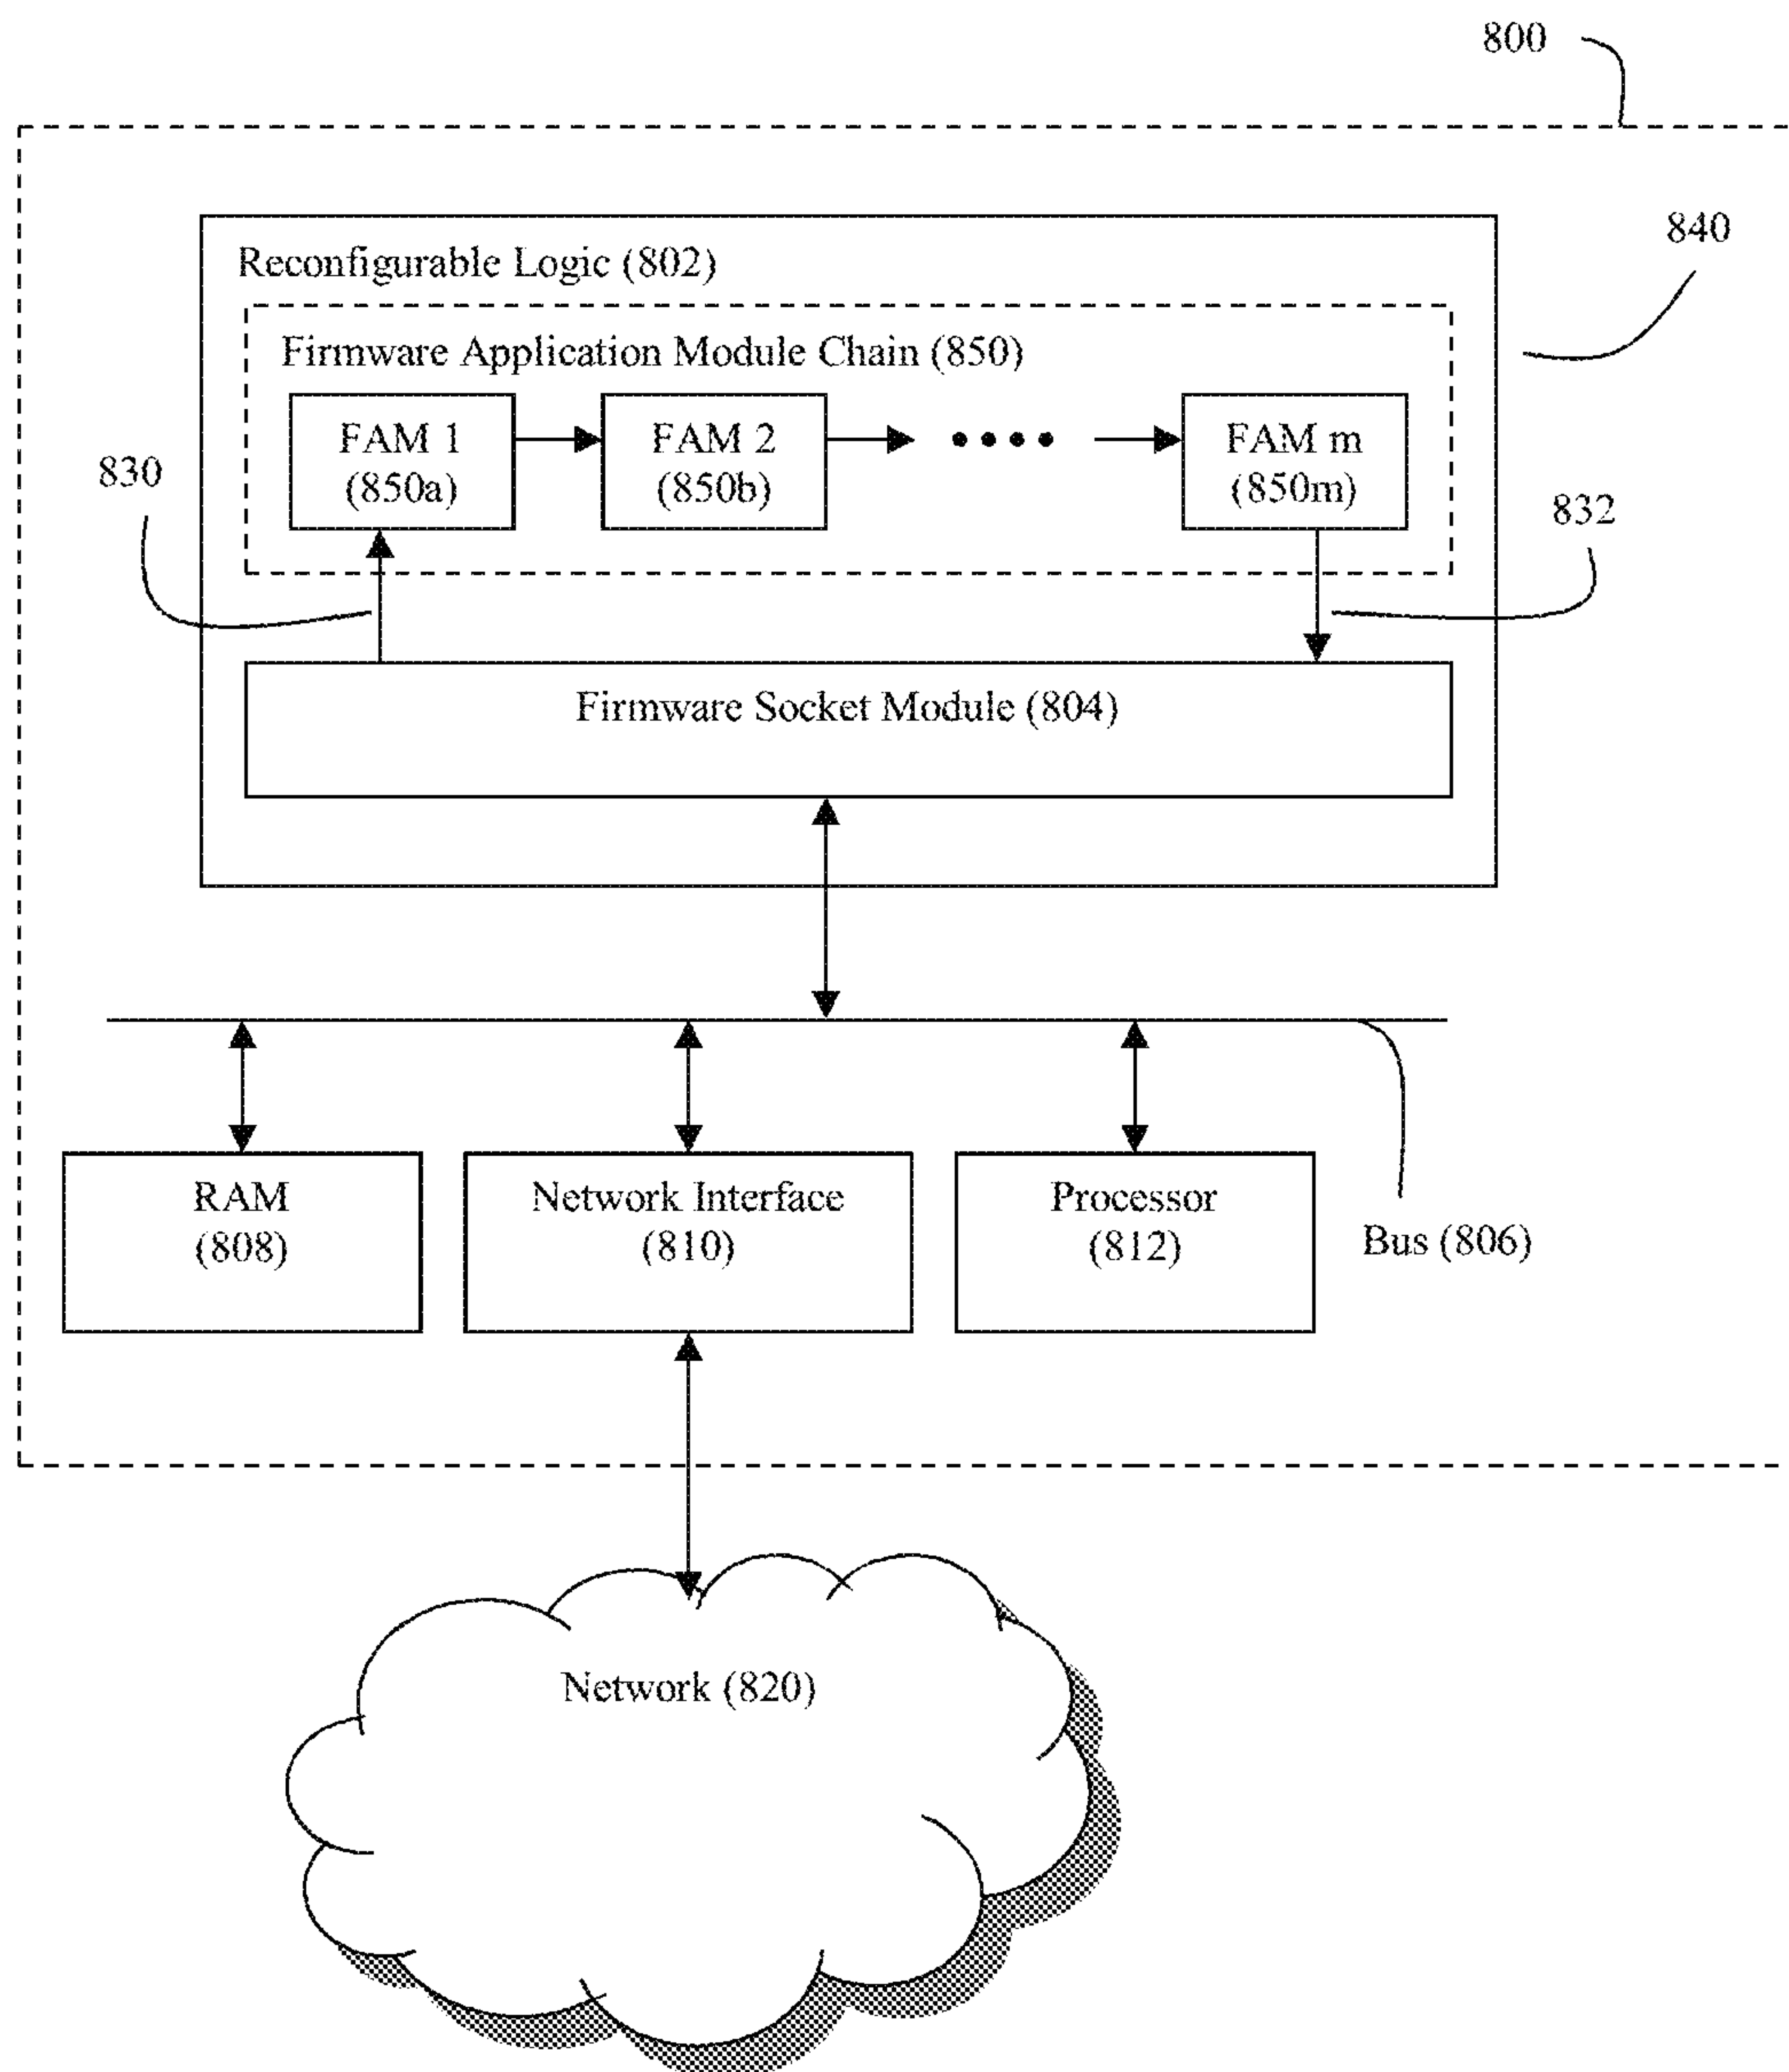 800
840
Reconfigurable Logic (802)
Firmware Application Module Chain (850)
FAM 1
(850a)
FAM 2
(850b)
FAM m
(850m)
830
832
Firmware Socket Module (804)
RAM
(808)
Network Interface
(810)
Processor
(812)
Bus (806)
Network (820)